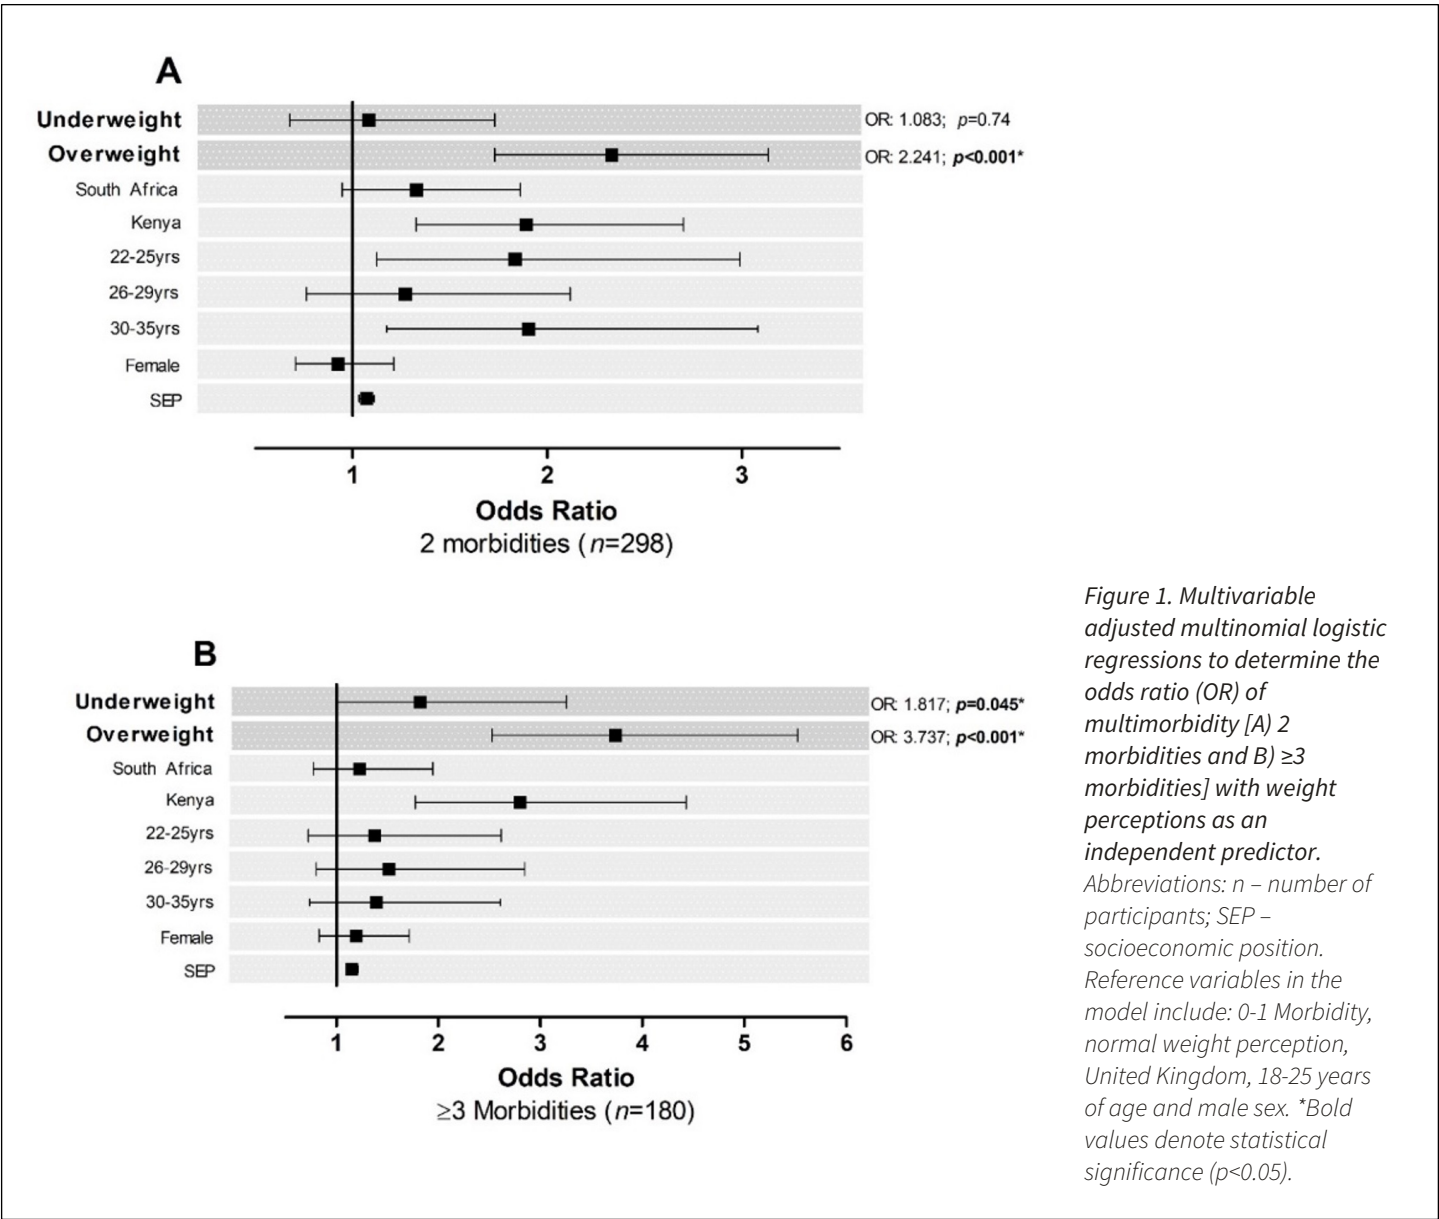 A
Underweight OR: 1.083; p=0.74
Overweight OR: 2.241; p<0.001*
South Africa
Kenya
22-25yrs
26-29yrs
30-35yrs
Female
SEP
1 2 3
Odds Ratio
2 morbidities (n=298)
B
Underweight OR: 1.817; p=0.045*
Overweight OR: 3.737; p<0.001*
South Africa
Kenya
22-25yrs
26-29yrs
30-35yrs
Female
SEP
1 2 3 4 5 6
Odds Ratio
≥3 Morbidities (n=180)
Figure 1. Multivariable
adjusted multinomial logistic
regressions to determine the
odds ratio (OR) of
multimorbidity [A) 2
morbidities and B) ≥3
morbidities] with weight
perceptions as an
independent predictor.
Abbreviations: n – number of
participants; SEP –
socioeconomic position.
Reference variables in the
model include: 0-1 Morbidity,
normal weight perception,
United Kingdom, 18-25 years
of age and male sex. *Bold
values denote statistical
significance (p<0.05).